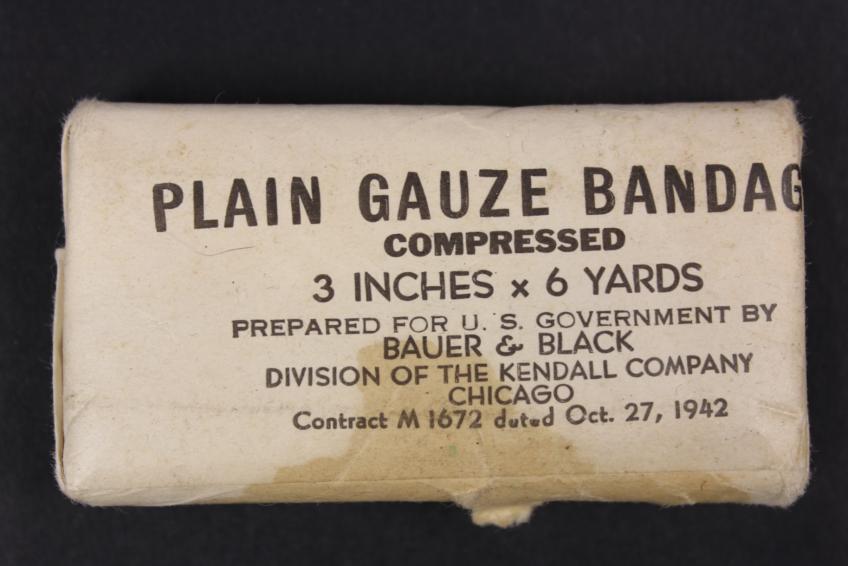 PLAIN GAUZE BANDAG
COMPRESSED
3 INCHES x 6 YARDS
PREPARED FOR U. S. GOVERNMENT BY
BAUER & BLACK
DIVISION OF THE KENDALL COMPANY
CHICAGO
Contract M 1672 dated Oct. 27, 1942